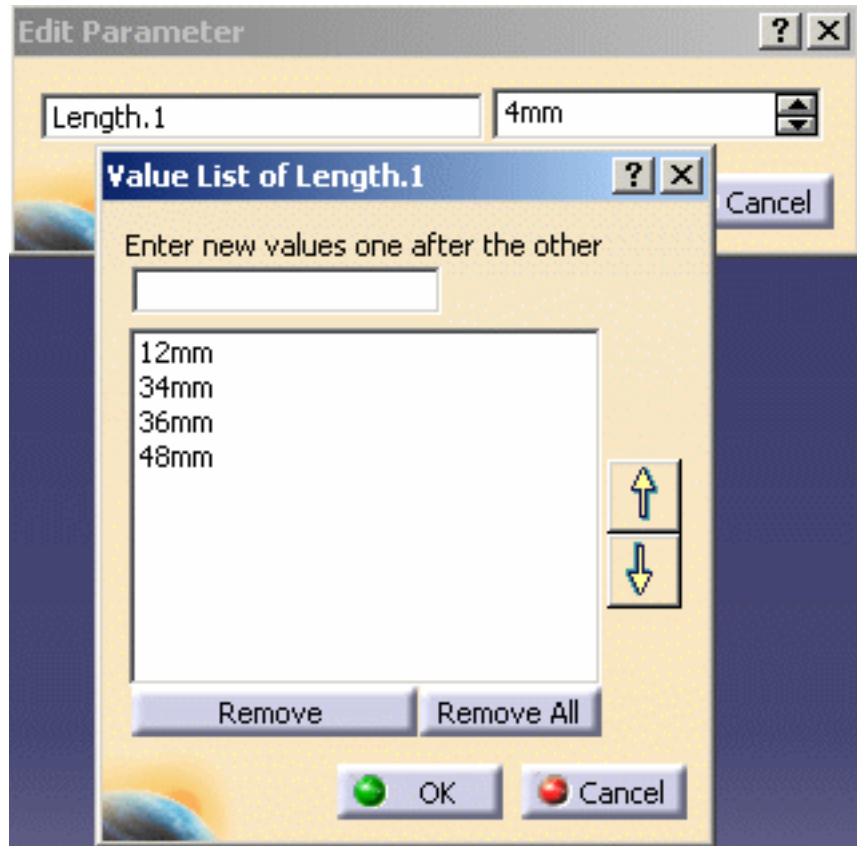 Edit Parameter
Length.1 4mm
Cancel
Value List of Length.1
Enter new values one after the other
12mm
34mm
36mm
48mm
Remove Remove All
OK Cancel